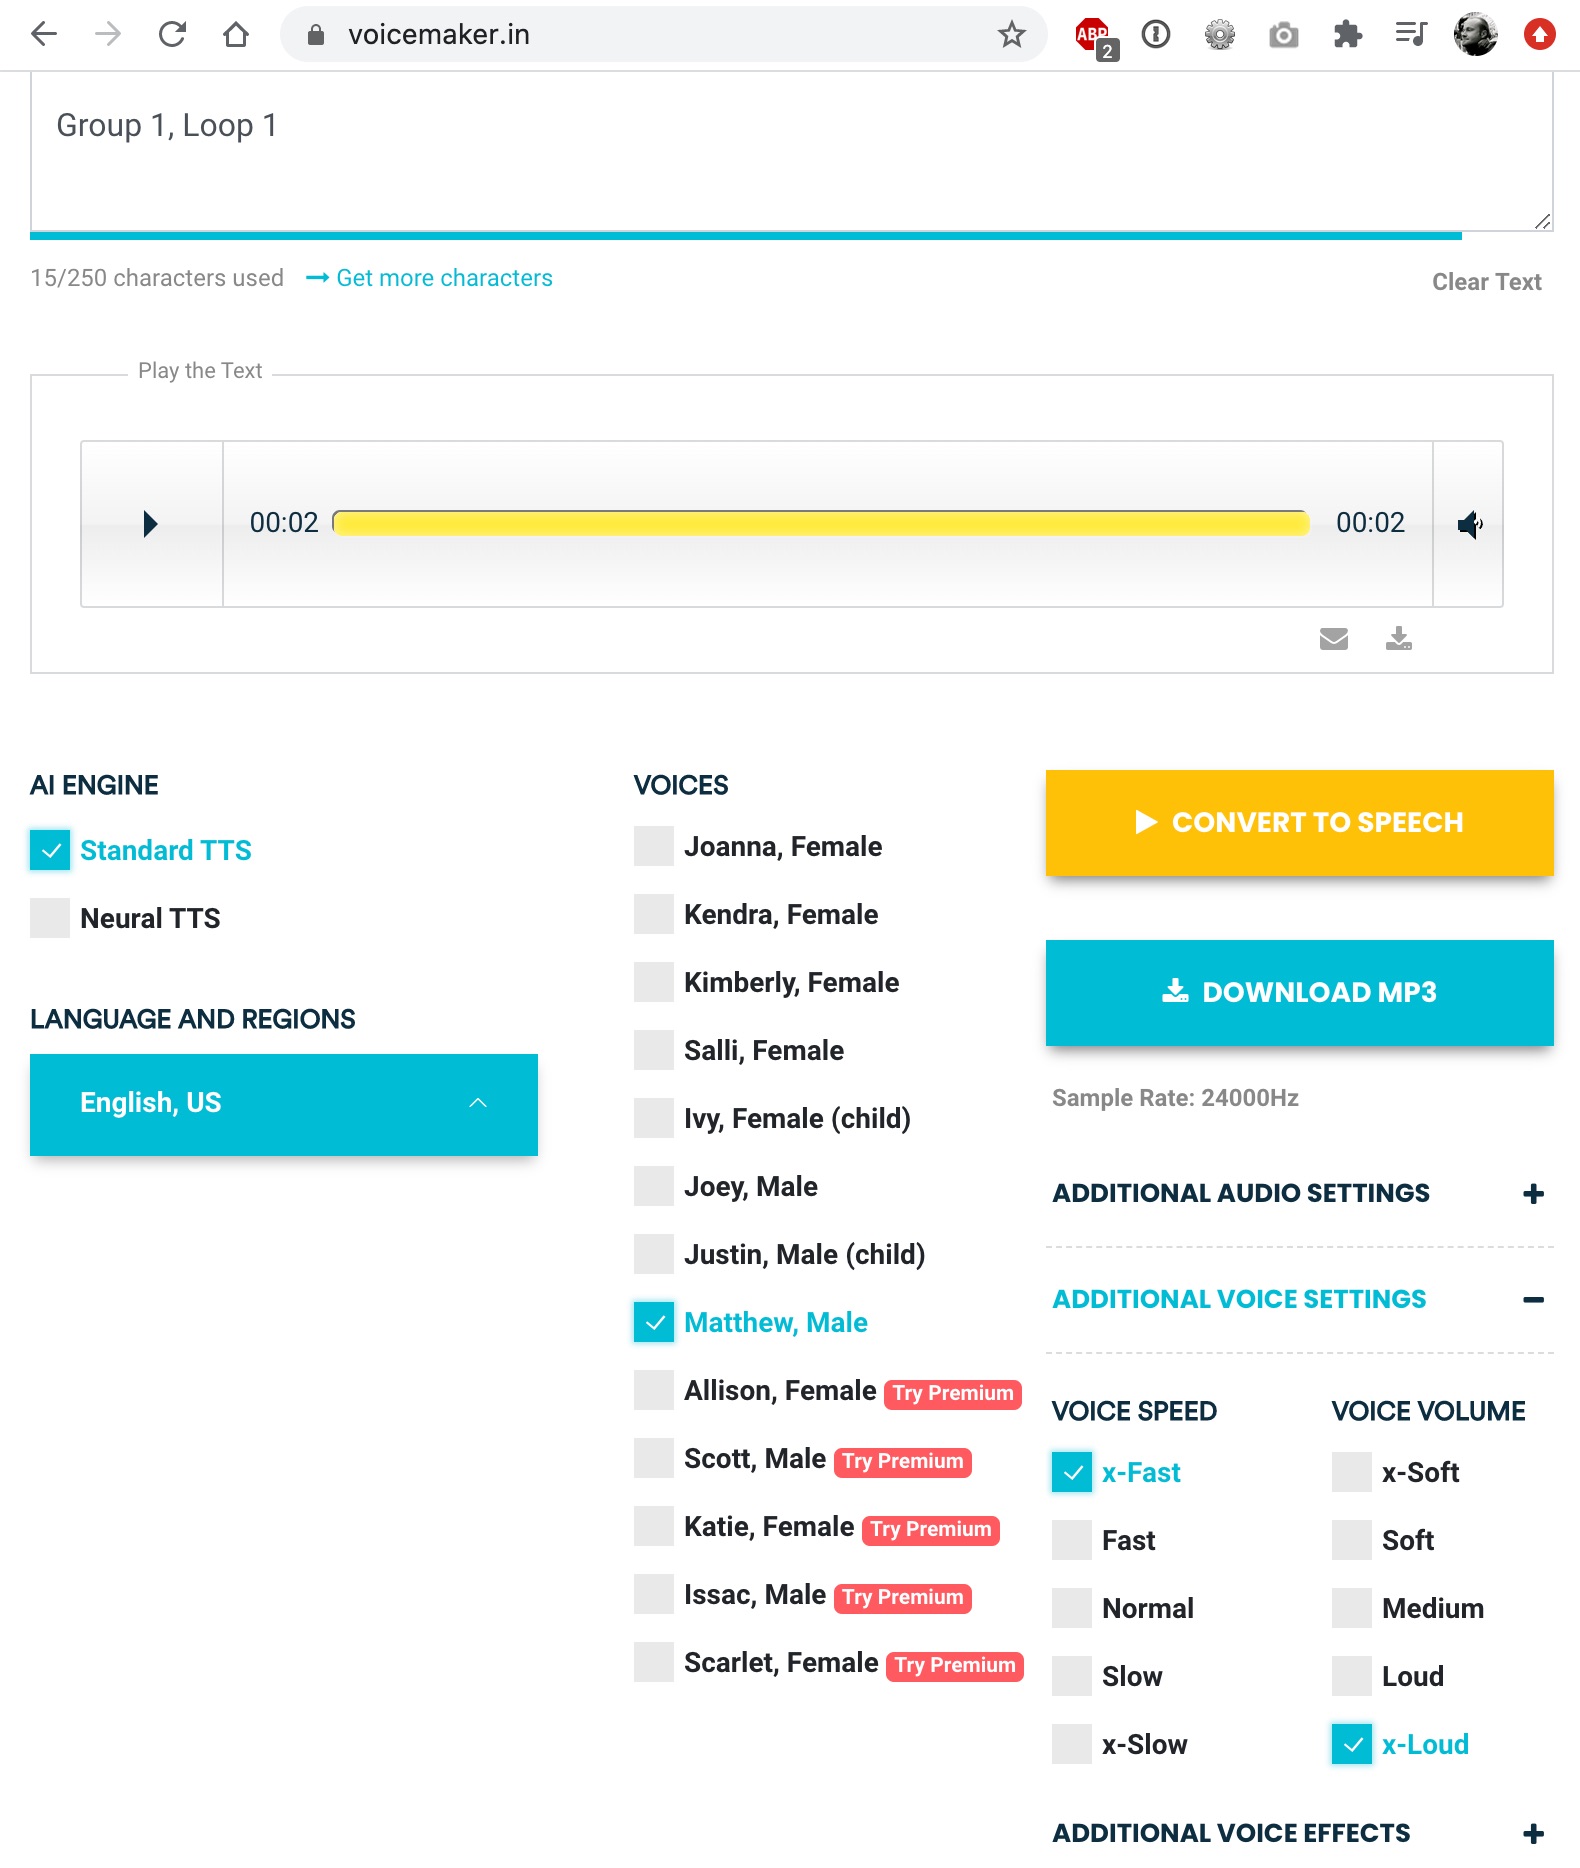 voicemaker.in
ABP
2
Group 1, Loop 1
15/250 characters used
Get more characters
Clear Text
Play the Text
00:02
00:02
AI ENGINE
Standard TTS
Neural TTS
LANGUAGE AND REGIONS
English, US
VOICES
Joanna, Female
Kendra, Female
Kimberly, Female
Salli, Female
Ivy, Female (child)
Joey, Male
Justin, Male (child)
Matthew, Male
Allison, Female Try Premium
Scott, Male Try Premium
Katie, Female Try Premium
Issac, Male Try Premium
Scarlet, Female Try Premium
CONVERT TO SPEECH
DOWNLOAD MP3
Sample Rate: 24000Hz
ADDITIONAL AUDIO SETTINGS
ADDITIONAL VOICE SETTINGS
VOICE SPEED
x-Fast
Fast
Normal
Slow
x-Slow
VOICE VOLUME
x-Soft
Soft
Medium
Loud
x-Loud
ADDITIONAL VOICE EFFECTS